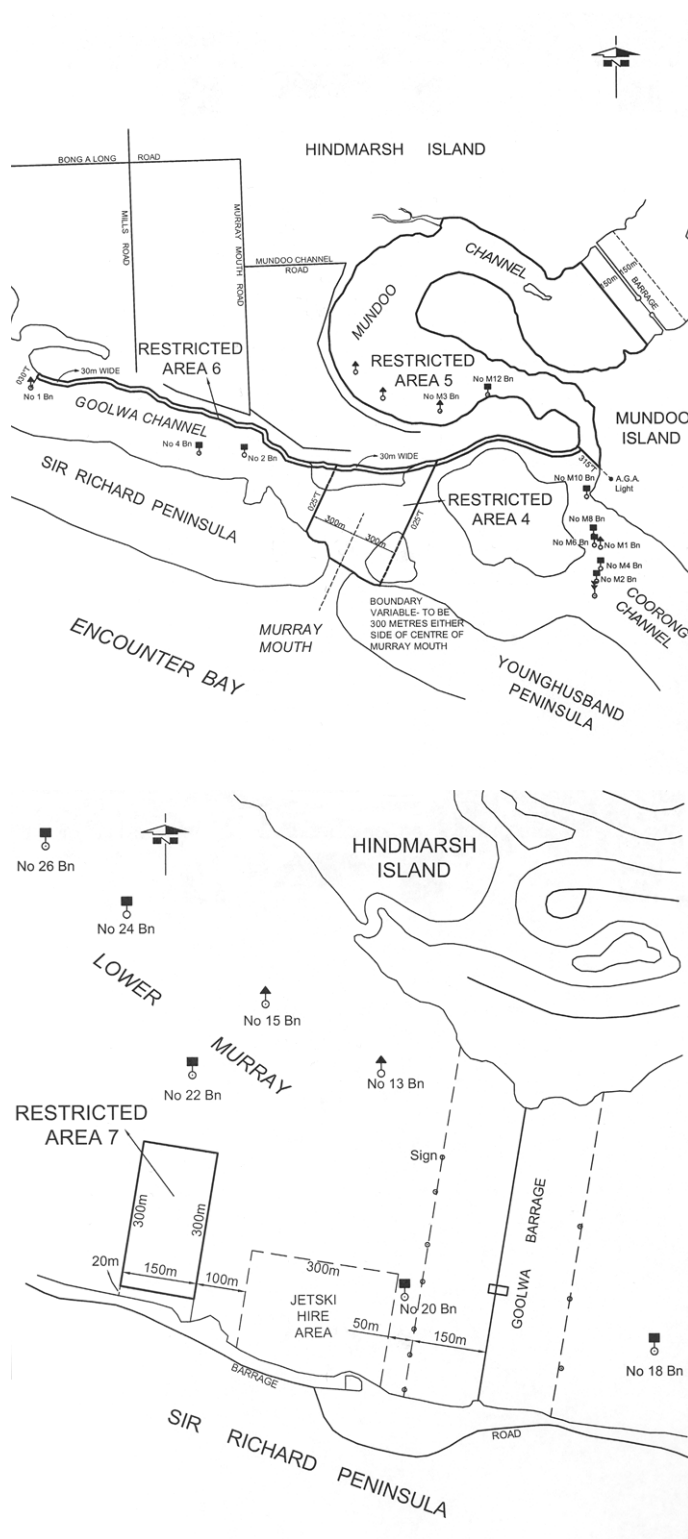 N
HINDMARSH ISLAND
BONG A LONG ROAD
MILLS ROAD
MURRAY MOUTH ROAD
MUNDOO CHANNEL
ROAD
MUNDOO
CHANNEL
150m
150m
BARRAGE
RESTRICTED
AREA 6
30m WIDE
030°T
No 1 Bn
GOOLWA CHANNEL
No 4 Bn
No 2 Bn
RESTRICTED
AREA 5
No M12 Bn
No M3 Bn
MUNDOO
ISLAND
SIR RICHARD PENINSULA
30m WIDE
315°T
A.G.A.
Light
No M10 Bn
025°T
300m
300m
025°T
RESTRICTED
AREA 4
No M8 Bn
No M6 Bn
No M1 Bn
No M4 Bn
No M2 Bn
COORONG
CHANNEL
ENCOUNTER BAY
MURRAY
MOUTH
BOUNDARY
VARIABLE- TO BE
300 METRES EITHER
SIDE OF CENTRE OF
MURRAY MOUTH
YOUNGHUSBAND
PENINSULA
N
No 26 Bn
HINDMARSH
ISLAND
No 24 Bn
LOWER
MURRAY
No 15 Bn
No 22 Bn
No 13 Bn
RESTRICTED
AREA 7
Sign
300m
300m
20m
150m
100m
300m
JETSKI
HIRE
AREA
No 20 Bn
50m
150m
GOOLWA BARRAGE
No 18 Bn
BARRAGE
ROAD
SIR RICHARD PENINSULA